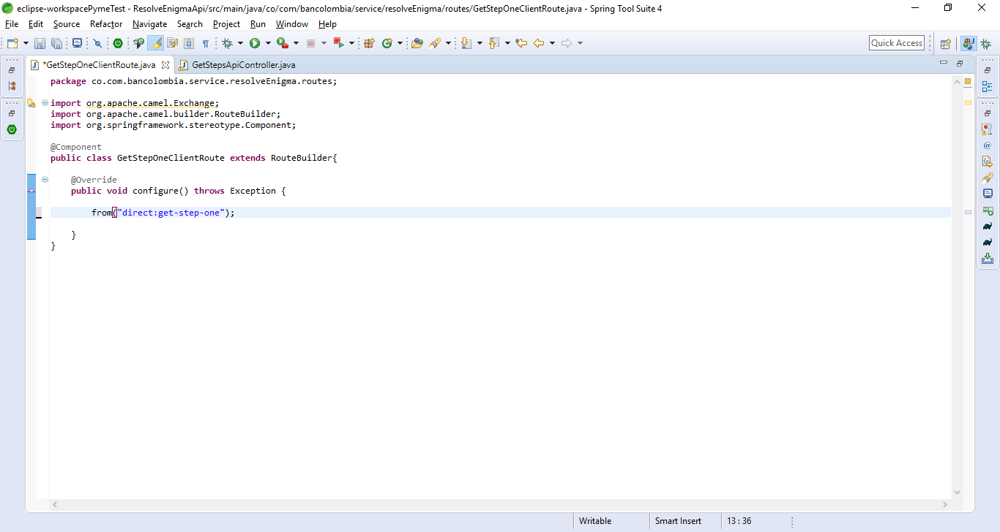 eclipse-workspacePymeTest - ResolveEnigmaApi/src/main/java/co/com/bancolombia/service/resolveEnigma/routes/GetStepOneClientRoute.java - Spring Tool Suite 4
File Edit Source Refactor Navigate Search Project Run Window Help
Quick Access
*GetStepOneClientRoute.java GetStepsApiController.java
package co.com.bancolombia.service.resolveEnigma.routes;
import org.apache.camel.Exchange;
import org.apache.camel.builder.RouteBuilder;
import org.springframework.stereotype.Component;
@Component
public class GetStepOneClientRoute extends RouteBuilder{
@Override
public void configure() throws Exception {
from("direct:get-step-one");
}
}
Writable Smart Insert 13 : 36